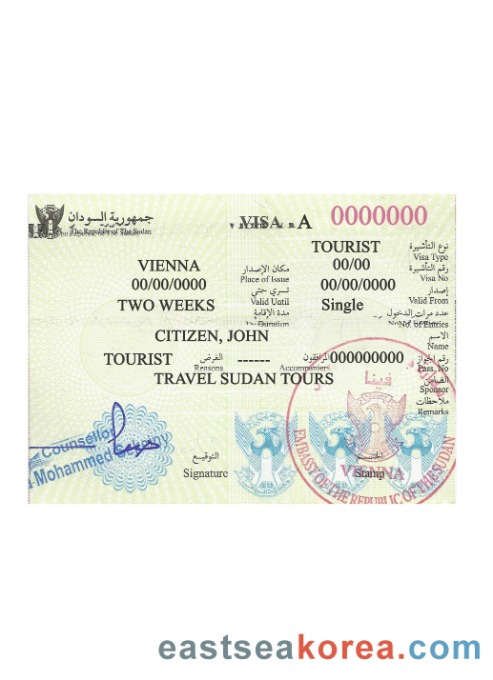 جمهورية السودان VISA A 0000000
The Republic of The Sudan
TOURIST نوع التأشيرة
Visa Type
VIENNA مكان الإصدار 00/00 رقم التأشيرة
Place of Issue Visa No
00/00/0000 تسري حتى 00/00/0000 إصدار
Valid Until Valid From
TWO WEEKS مدة الإقامة Single عدد مرات الدخول
Duration No. of Entries
CITIZEN, JOHN الاسم
Name
TOURIST الغرض ------ المرافقون 000000000 رقم الجواز
Reasons Accompaniers Pass. No
TRAVEL SUDAN TOURS الضامن
Sponsor
فينا ملاحظات
Remarks
Counsellor
Mohammed
التوقيع
Signature
الختم
Stamp
VIENNA
EMBASSY OF THE REPUBLIC OF THE SUDAN
eastseakorea.com